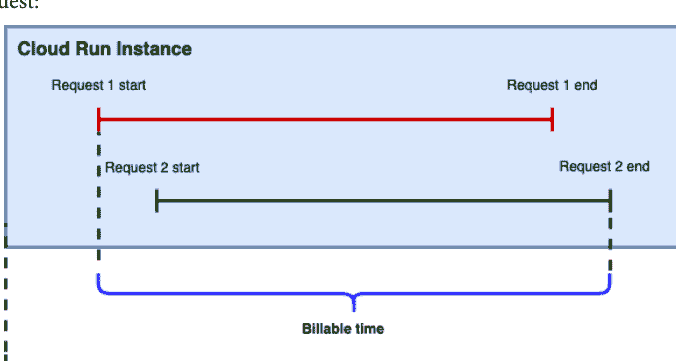 Cloud Run Instance
Request 1 start
Request 1 end
Request 2 start
Request 2 end
Billable time